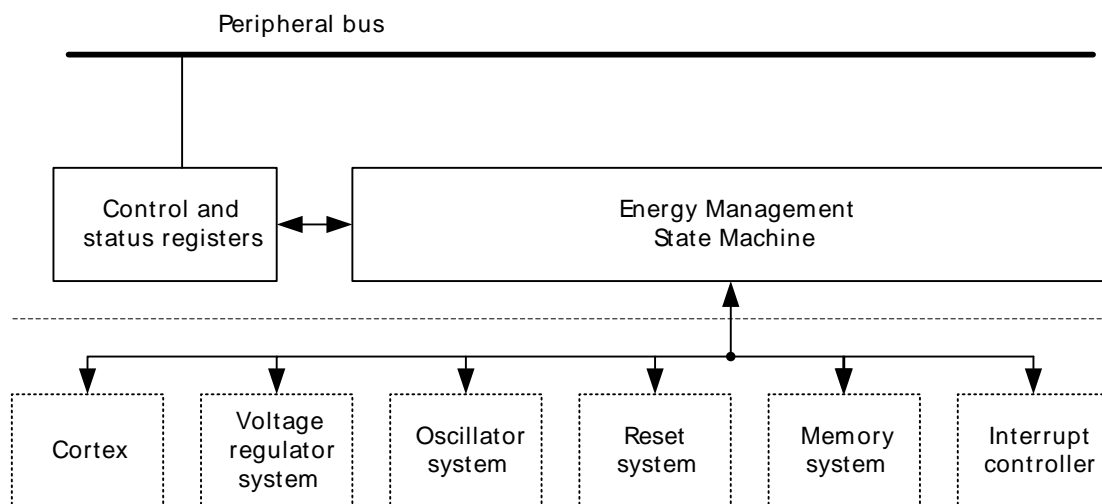 Peripheral bus
Control and
status registers
Energy Management
State Machine
Cortex
Voltage
regulator
system
Oscillator
system
Reset
system
Memory
system
Interrupt
controller